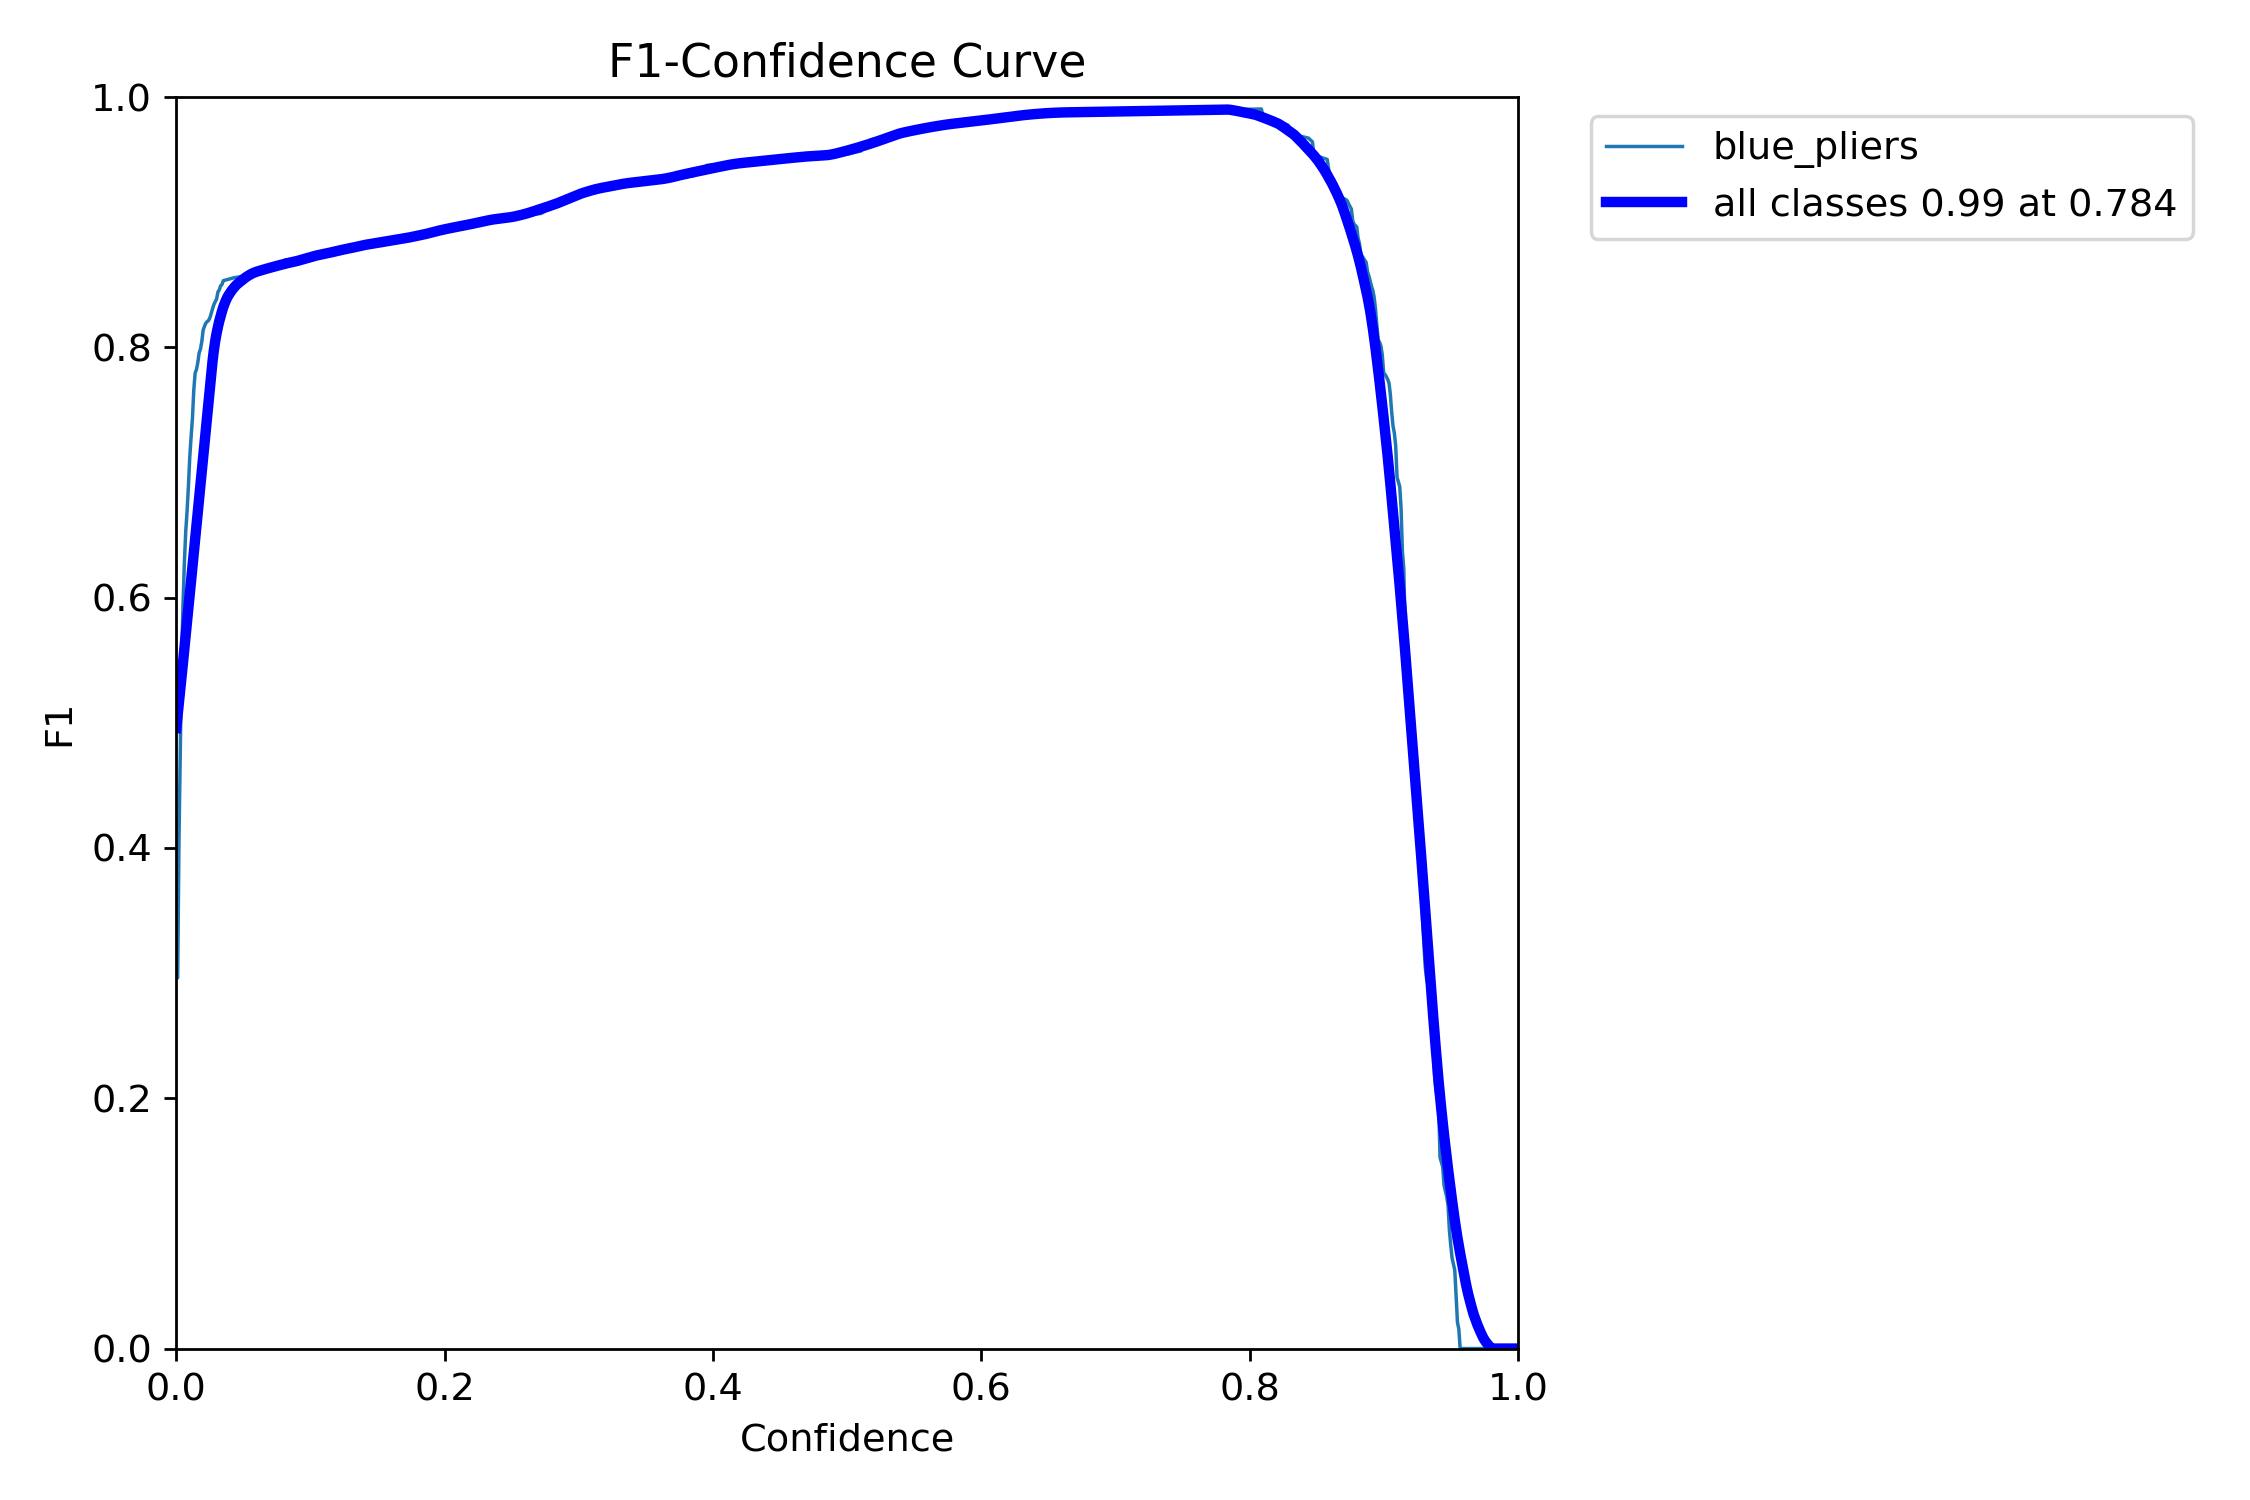 F1-Confidence Curve
blue_pliers
all classes 0.99 at 0.784
F1
1.0
0.8
0.6
0.4
0.2
0.0
0.0 0.2 0.4 0.6 0.8 1.0
Confidence